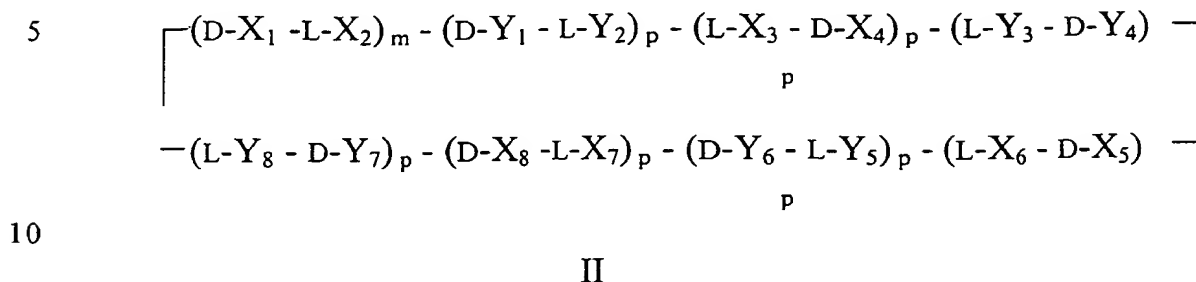 5 (D-X₁ -L-X₂)ₘ - (D-Y₁ - L-Y₂)ₚ - (L-X₃ - D-X₄)ₚ - (L-Y₃ - D-Y₄) —
p
—(L-Y₈ - D-Y₇)ₚ - (D-X₈ -L-X₇)ₚ - (D-Y₆ - L-Y₅)ₚ - (L-X₆ - D-X₅) —
p
10
II